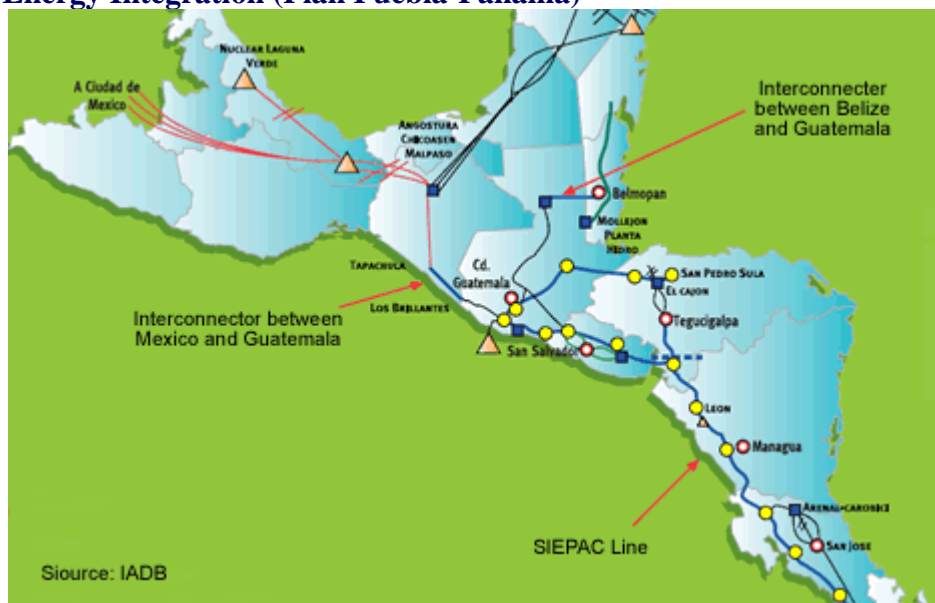 Energy Integration (Plan Puebla-Panama)
NUCLEAR LAGUNA
VERDE
A Ciudad de
Mexico
ANGOSTURA
CHICOASEN
MALPASO
Interconnecter
between Belize
and Guatemala
Belmopan
MOLLEJON
PLANTA
HIDRO
TAPACHULA
Cd.
Guatemala
SAN PEDRO SULA
EL CAJON
LOS BRILLANTES
Interconnector between
Mexico and Guatemala
Tegucigalpa
San Salvador
LEON
Managua
ARENAL-COROBICI
SAN JOSE
SIEPAC Line
Siource: IADB